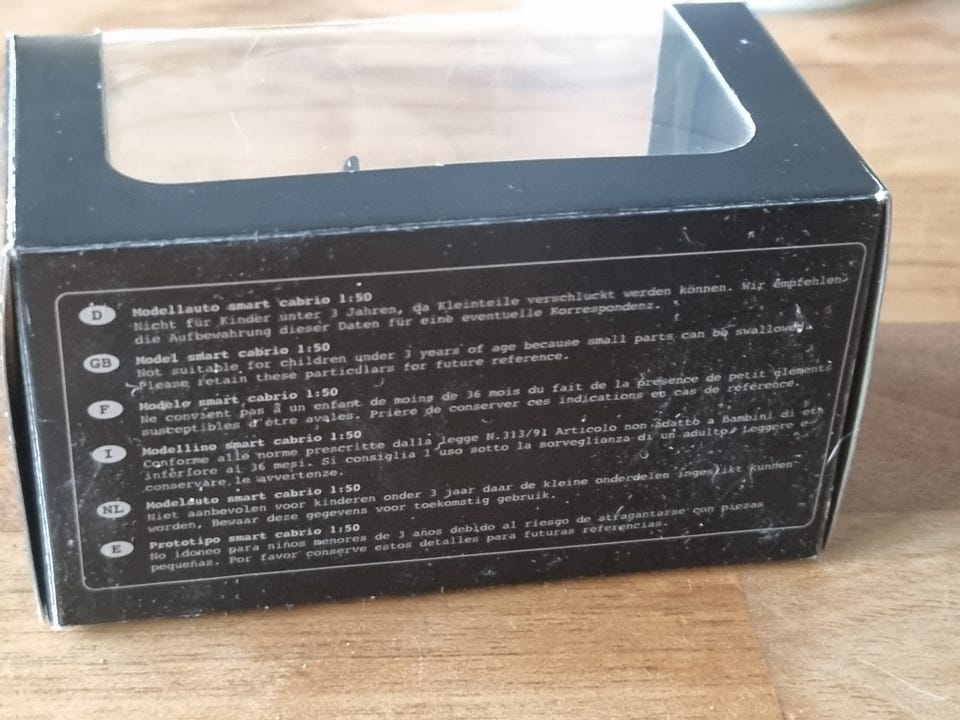 D Modellauto smart cabrio 1:50
Nicht für Kinder unter 3 Jahren, da Kleinteile verschluckt werden können. Wir empfehlen
die Aufbewahrung dieser Daten für eine eventuelle Korrespondenz.
GB Model smart cabrio 1:50
Not suitable for children under 3 years of age because small parts can be swallowed.
Please retain these particulars for future reference.
F Modele smart cabrio 1:50
Ne convient pas à un enfant de moins de 36 mois du fait de la présence de petit elements
susceptibles d'être avales. Prière de conserver ces indications en cas de référence.
I Modellino smart cabrio 1:50
Conforme alle norme prescritte dalla legge N.313/91 Articolo non adatto a Bambini di
inferiore ai 36 mesi. Si consiglia l'uso sotto la sorveglianza di un adulto. Leggere e
conservare le avvertenze.
NL Modelauto smart cabrio 1:50
Niet aanbevolen voor kinderen onder 3 jaar daar de kleine onderdelen ingeslikt kunnen
worden, Bewaar deze gegevens voor toekomstig gebruik.
E Prototipo smart cabrio 1:50
No idoneo para niños menores de 3 años debido al riesgo de atragantarse con piezas
pequeñas. Por favor conserve estos detalles para futuras referencias.